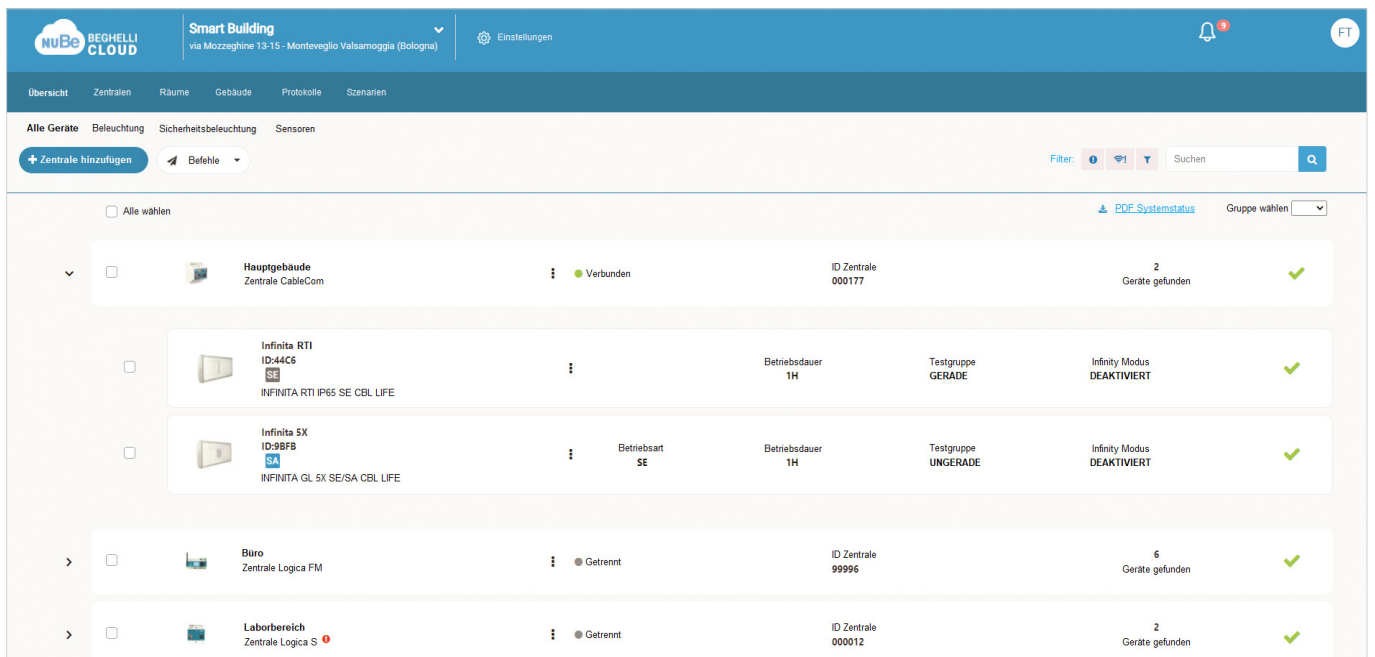 NUBe BEGHELLI CLOUD
Smart Building
via Mozzeghine 13-15 - Monteveglio Valsamoggia (Bologna)
Einstellungen
9
FT
Übersicht Zentralen Räume Gebäude Protokolle Szenarien
Alle Geräte Beleuchtung Sicherheitsbeleuchtung Sensoren
+ Zentrale hinzufügen Befehle Filter: Suchen
Alle wählen PDF Systemstatus Gruppe wählen
Hauptgebäude
Zentrale CableCom
Verbunden
ID Zentrale
000177
2
Geräte gefunden
Infinita RTI
ID:44C6
SE
INFINITA RTI IP65 SE CBL LIFE
Betriebsdauer
1H
Testgruppe
GERADE
Infinity Modus
DEAKTIVIERT
Infinita 5X
ID:9BFB
SA
INFINITA GL 5X SE/SA CBL LIFE
Betriebsart
SE
Betriebsdauer
1H
Testgruppe
UNGERADE
Infinity Modus
DEAKTIVIERT
Büro
Zentrale Logica FM
Getrennt
ID Zentrale
99996
6
Geräte gefunden
Laborbereich
Zentrale Logica S
Getrennt
ID Zentrale
000012
2
Geräte gefunden